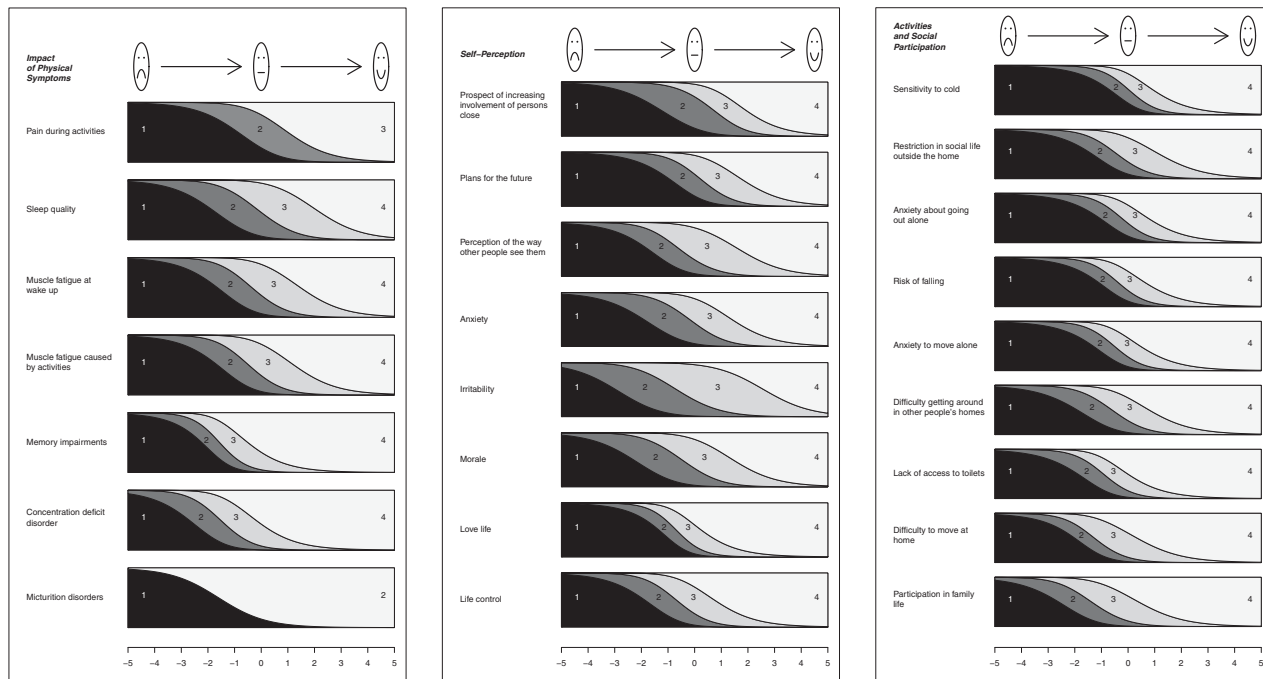 Impact
of Physical
Symptoms
Pain during activities
1 2 3
Sleep quality
1 2 3 4
Muscle fatigue at
wake up
1 2 3 4
Muscle fatigue caused
by activities
1 2 3 4
Memory impairments
1 2 3 4
Concentration deficit
disorder
1 2 3 4
Micturition disorders
1 2
−5 −4 −3 −2 −1 0 1 2 3 4 5
Self−Perception
Prospect of increasing
involvement of persons
close
1 2 3 4
Plans for the future
1 2 3 4
Perception of the way
other people see them
1 2 3 4
Anxiety
1 2 3 4
Irritability
1 2 3 4
Morale
1 2 3 4
Love life
1 2 3 4
Life control
1 2 3 4
−5 −4 −3 −2 −1 0 1 2 3 4 5
Activities
and Social
Participation
Sensitivity to cold
1 2 3 4
Restriction in social life
outside the home
1 2 3 4
Anxiety about going
out alone
1 2 3 4
Risk of falling
1 2 3 4
Anxiety to move alone
1 2 3 4
Difficulty getting around
in other people's homes
1 2 3 4
Lack of access to toilets
1 2 3 4
Difficulty to move at
home
1 2 3 4
Participation in family
life
1 2 3 4
−5 −4 −3 −2 −1 0 1 2 3 4 5